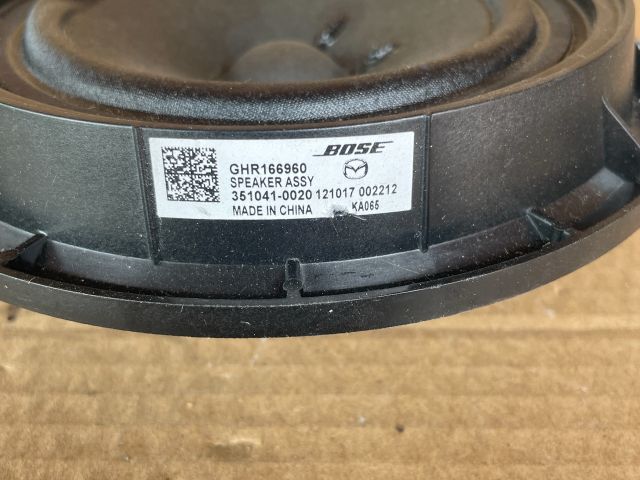 BOSE
GHR166960
SPEAKER ASSY
351041-0020 121017 002212
MADE IN CHINA KA065